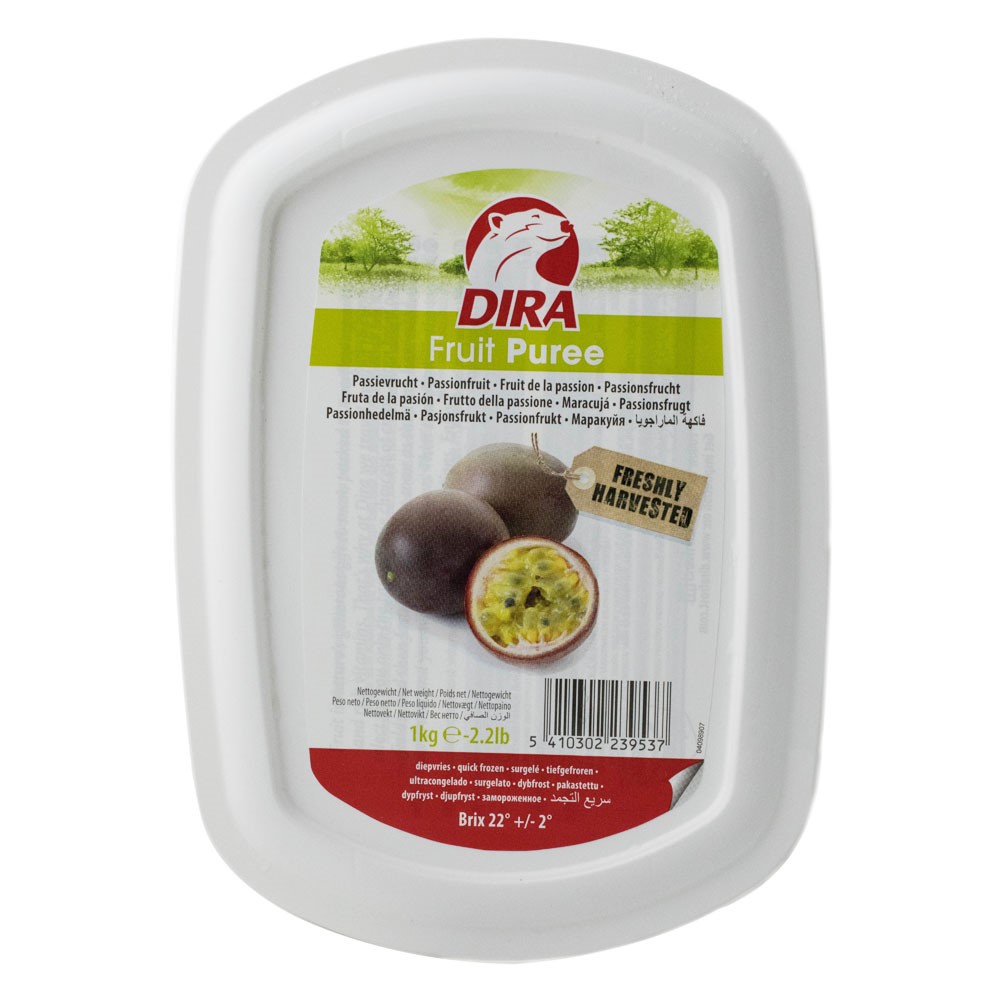 DIRA
Fruit Puree
Passievrucht • Passionfruit • Fruit de la passion • Passionsfrucht
Fruta de la pasión • Frutto della passione • Maracujá • Passionsfrugt
Passionhedelmä • Pasjonsfrukt • Passionfrukt • Маракуйя • فاكهة الماراجويا
FRESHLY
HARVESTED
Nettogewicht / Net weight / Poids net / Nettogewicht
Peso neto / Peso netto / Peso líquido / Nettovægt / Nettopaino
Nettovekt / Nettovikt / Вес нетто / الوزن الصافي
1kg ℮-2.2lb
5 410302 239537
04098907
diepvries • quick frozen • surgelé • tiefgefroren •
ultracongelado • surgelato • dybfrost • pakastettu •
dypfryst • djupfryst • замороженное • سريع التجمد
Brix 22° +/- 2°